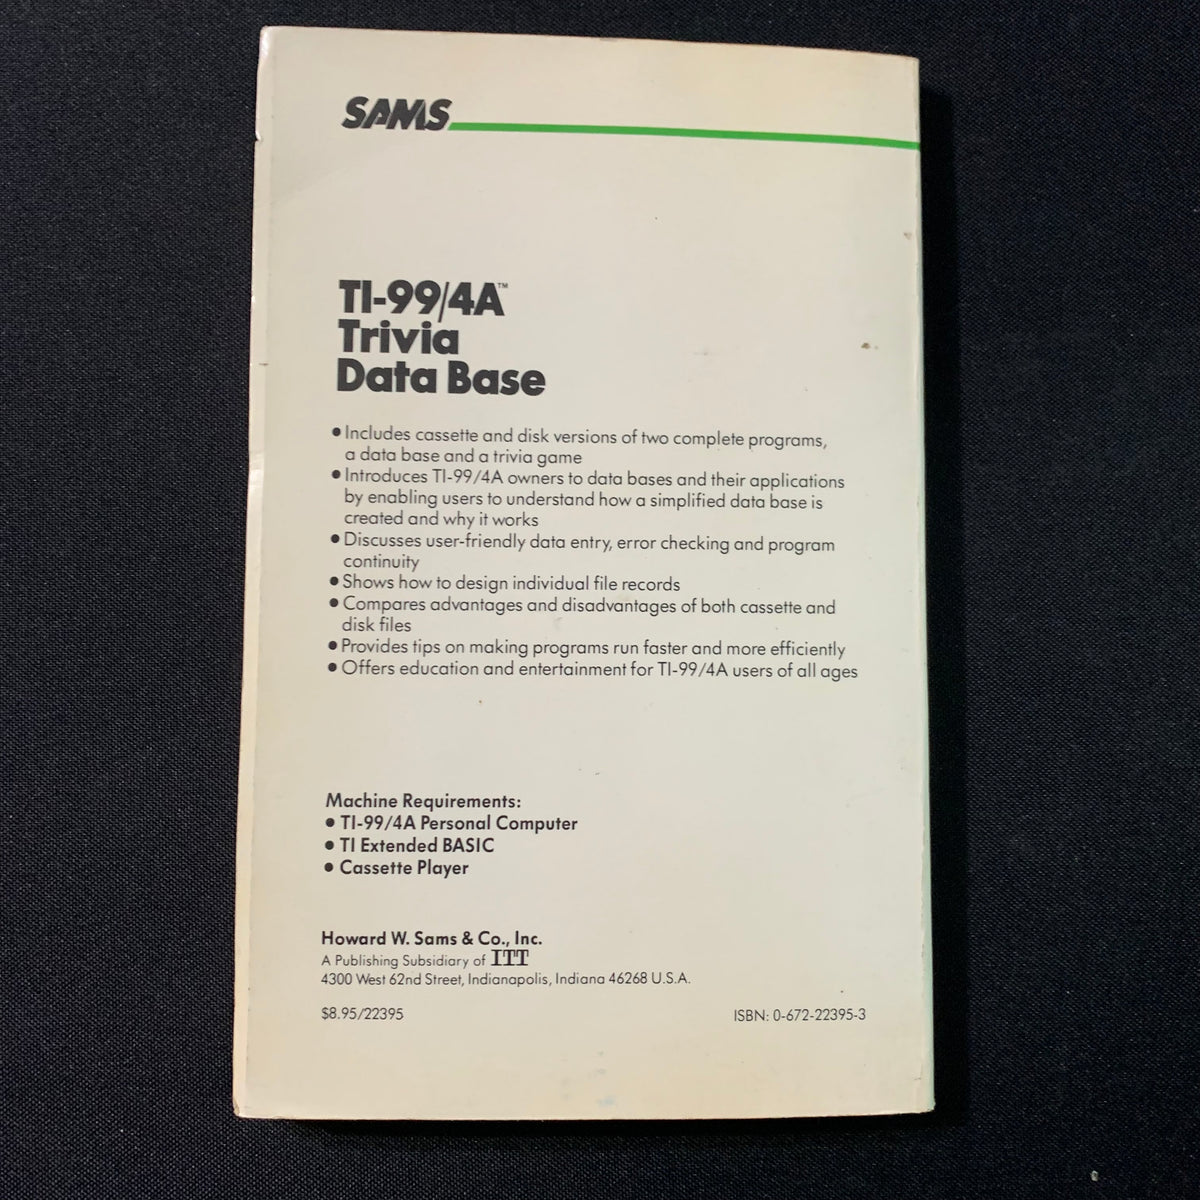 SAMS
TI-99/4A™
Trivia
Data Base
• Includes cassette and disk versions of two complete programs,
a data base and a trivia game
• Introduces TI-99/4A owners to data bases and their applications
by enabling users to understand how a simplified data base is
created and why it works
• Discusses user-friendly data entry, error checking and program
continuity
• Shows how to design individual file records
• Compares advantages and disadvantages of both cassette and
disk files
• Provides tips on making programs run faster and more efficiently
• Offers education and entertainment for TI-99/4A users of all ages
Machine Requirements:
• TI-99/4A Personal Computer
• TI Extended BASIC
• Cassette Player
Howard W. Sams & Co., Inc.
A Publishing Subsidiary of ITT
4300 West 62nd Street, Indianapolis, Indiana 46268 U.S.A.
$8.95/22395 ISBN: 0-672-22395-3